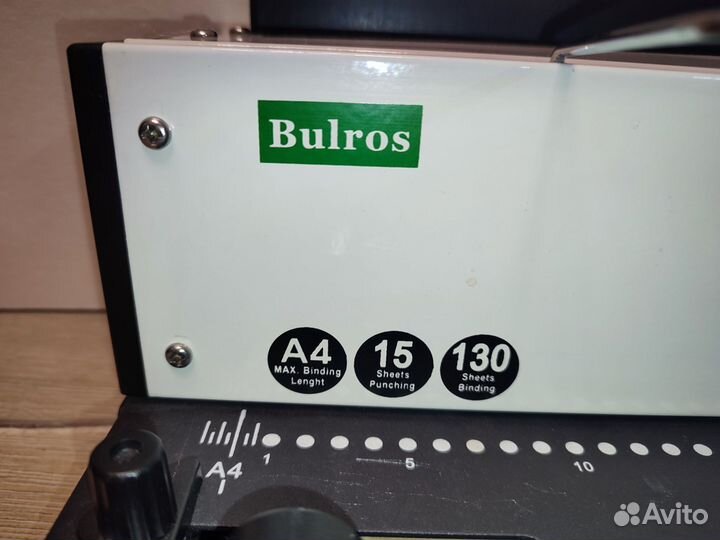 Bulros
A4
MAX. Binding
Lenght
15
Sheets
Punching
130
Sheets
Binding
A4
1
5
10
Avito